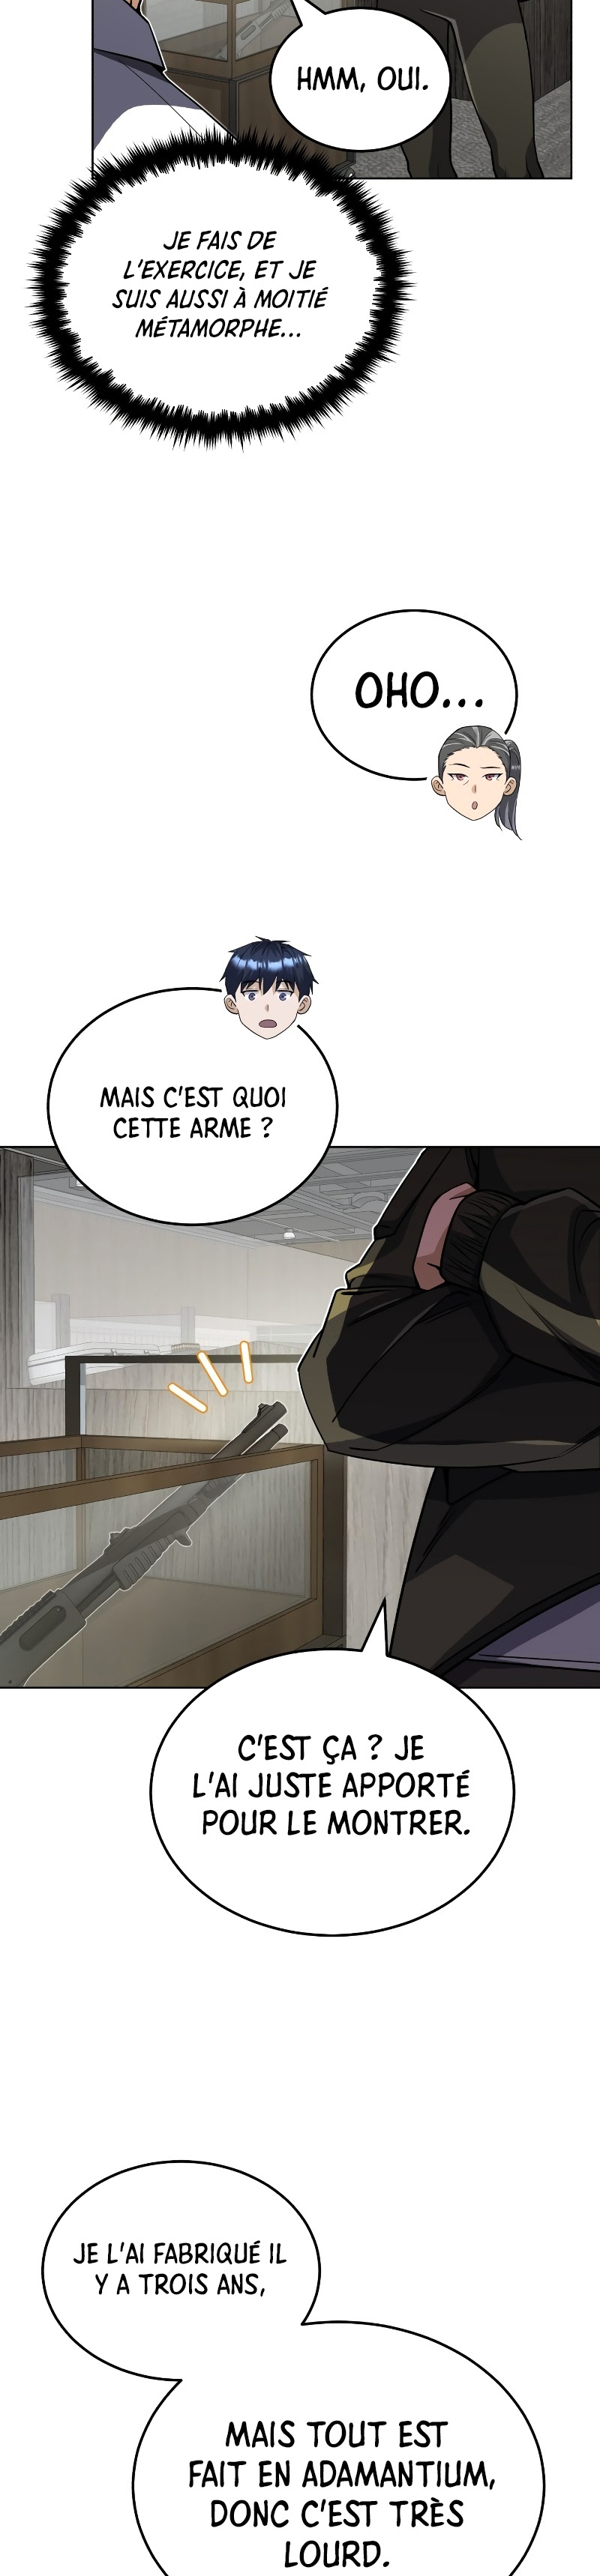 HMM, OUI.
JE FAIS DE
L'EXERCICE, ET JE
SUIS AUSSI À MOITIÉ
MÉTAMORPHE...
OHO...
MAIS C'EST QUOI
CETTE ARME ?
C'EST ÇA ? JE
L'AI JUSTE APPORTÉ
POUR LE MONTRER.
JE L'AI FABRIQUÉ IL
Y A TROIS ANS,
MAIS TOUT EST
FAIT EN ADAMANTIUM,
DONC C'EST TRÈS
LOURD.